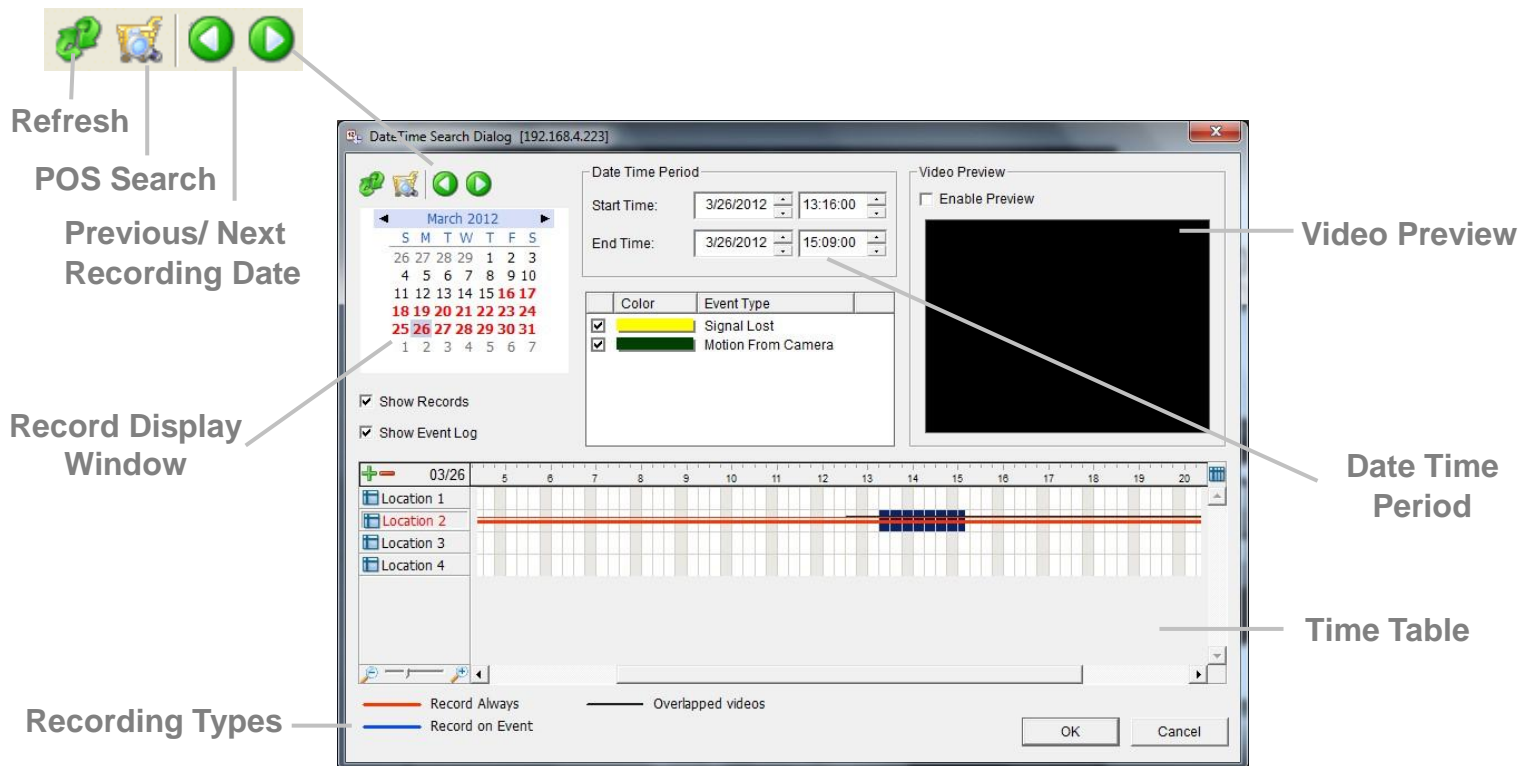 Refresh
POS Search
Previous/ Next
Recording Date
Record Display
Window
Recording Types
Video Preview
Date Time
Period
Time Table
DateTime Search Dialog [192.168.4.223]
March 2012
S M T W T F S
26 27 28 29 1 2 3
4 5 6 7 8 9 10
11 12 13 14 15 16 17
18 19 20 21 22 23 24
25 26 27 28 29 30 31
1 2 3 4 5 6 7
Show Records
Show Event Log
Date Time Period
Start Time: 3/26/2012 13:16:00
End Time: 3/26/2012 15:09:00
Color Event Type
Signal Lost
Motion From Camera
Video Preview
Enable Preview
03/26 5 6 7 8 9 10 11 12 13 14 15 16 17 18 19 20
Location 1
Location 2
Location 3
Location 4
Record Always Overlapped videos
Record on Event
OK Cancel